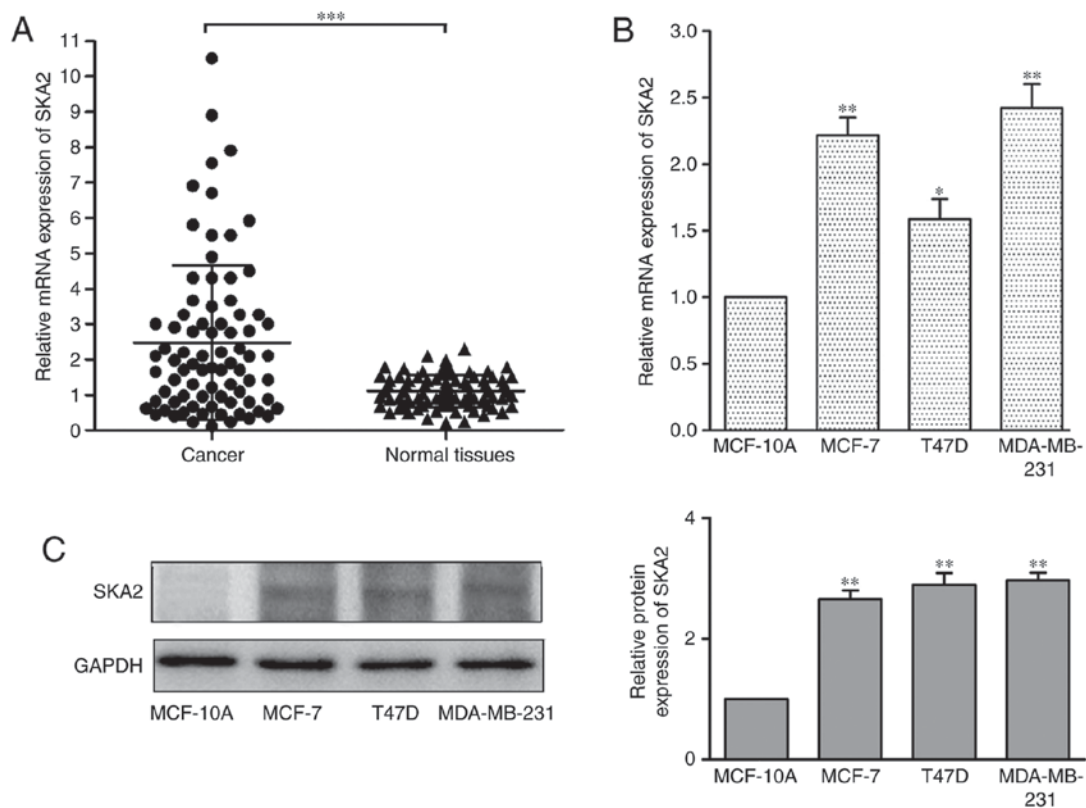 A
***
Relative mRNA expression of SKA2
11
10
9
8
7
6
5
4
3
2
1
0
Cancer
Normal tissues
B
Relative mRNA expression of SKA2
3.0
2.5
2.0
1.5
1.0
0.5
0.0
**
*
**
MCF-10A
MCF-7
T47D
MDA-MB-
231
C
SKA2
GAPDH
MCF-10A
MCF-7
T47D
MDA-MB-231
Relative protein
expression of SKA2
4
2
0
**
**
**
MCF-10A
MCF-7
T47D
MDA-MB-
231